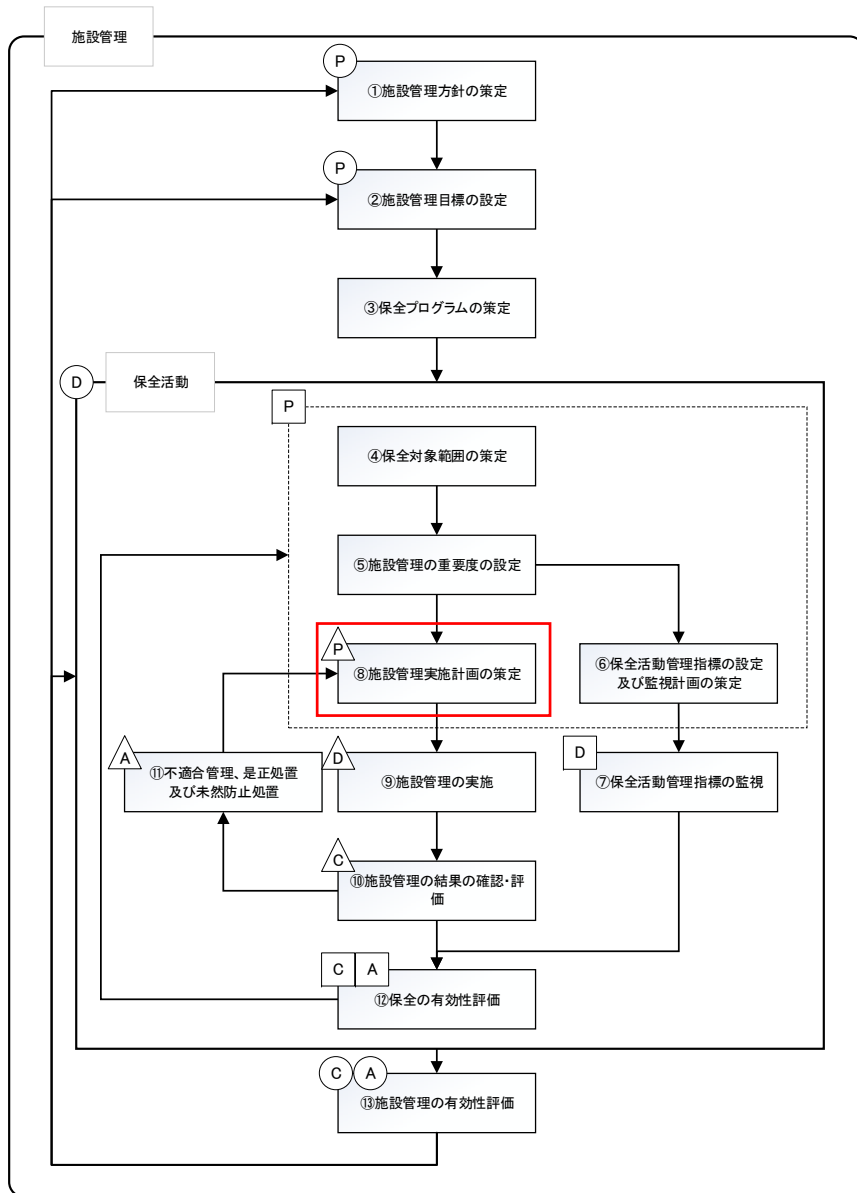 施設管理
P
①施設管理方針の策定
P
②施設管理目標の設定
③保全プログラムの策定
D
保全活動
P
④保全対象範囲の策定
⑤施設管理の重要度の設定
P
⑧施設管理実施計画の策定
⑥保全活動管理指標の設定
及び監視計画の策定
A
⑪不適合管理、是正処置
及び未然防止処置
D
⑨施設管理の実施
D
⑦保全活動管理指標の監視
C
⑩施設管理の結果の確認・評
価
C A
⑫保全の有効性評価
C A
⑬施設管理の有効性評価